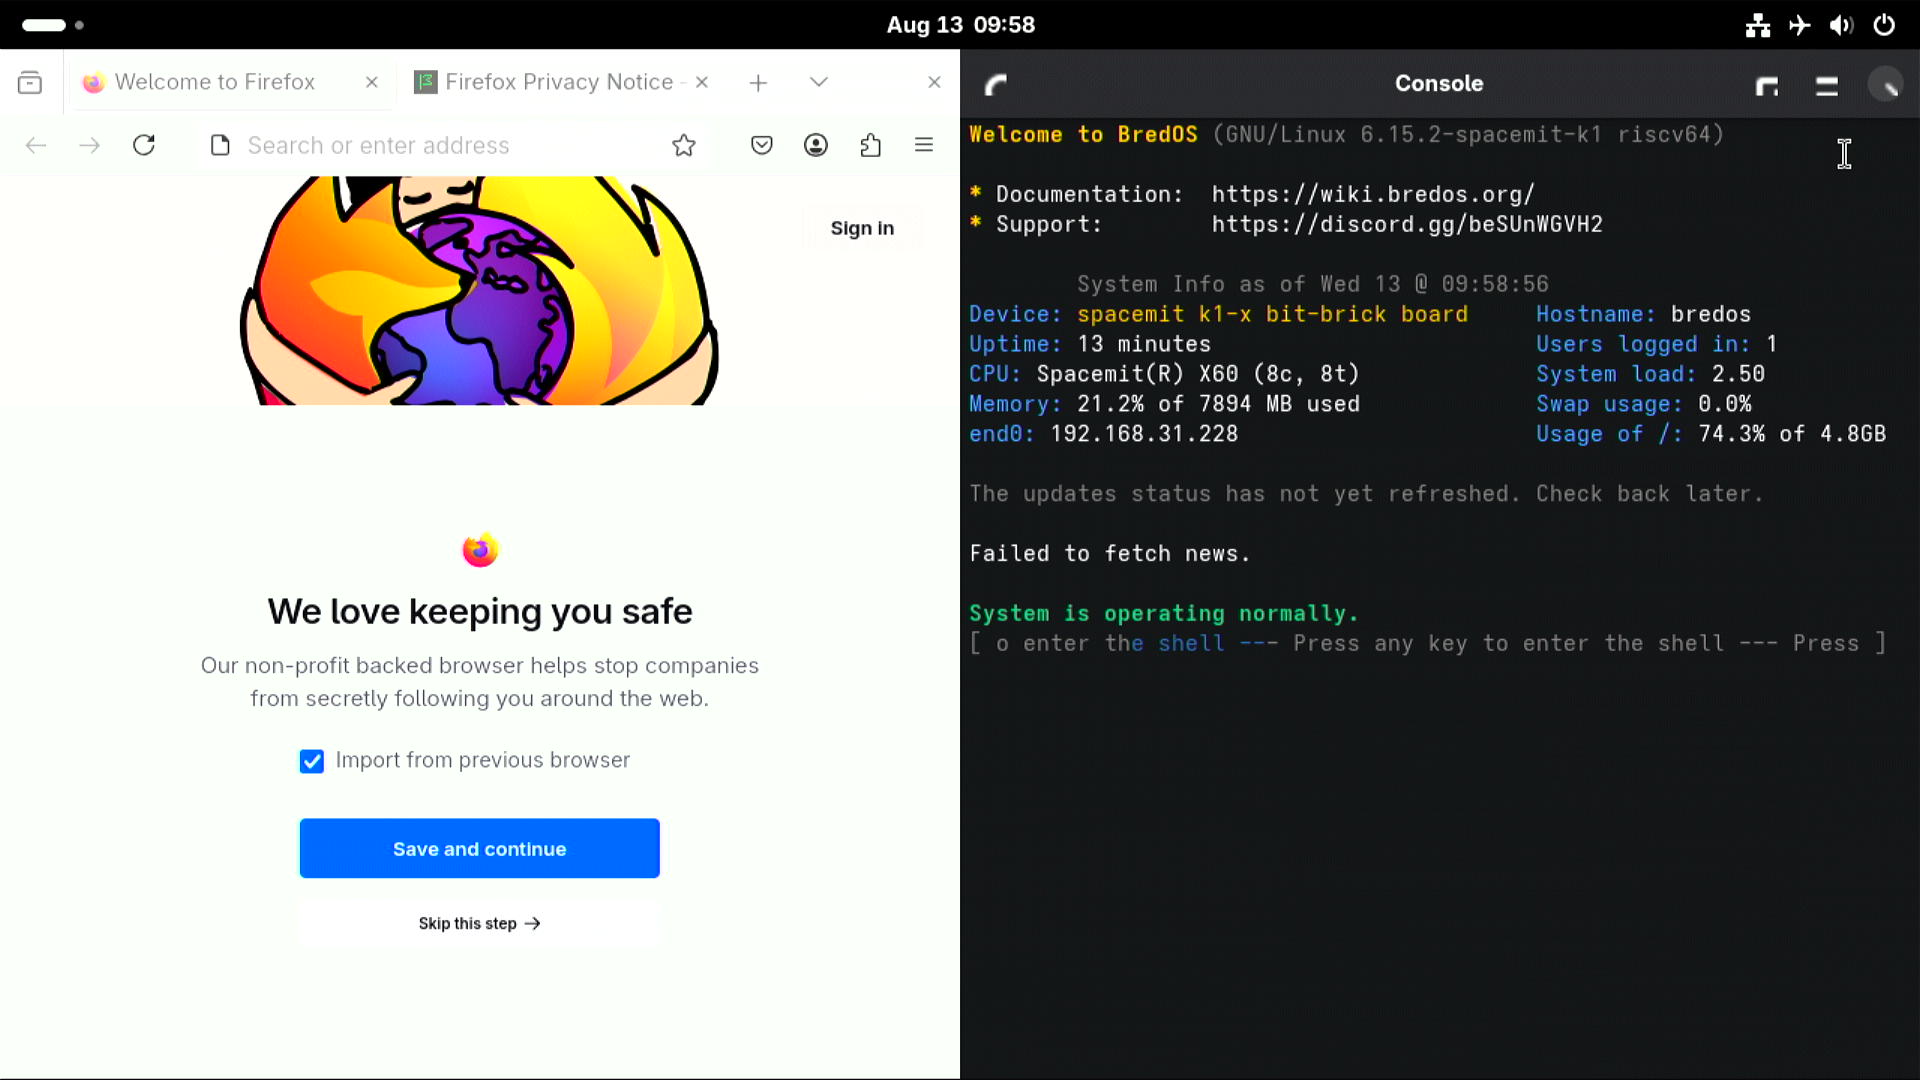 Aug 13 09:58
Welcome to Firefox
Firefox Privacy Notice -
Search or enter address
Sign in
We love keeping you safe
Our non-profit backed browser helps stop companies
from secretly following you around the web.
Import from previous browser
Save and continue
Skip this step →
Console
Welcome to BredOS (GNU/Linux 6.15.2-spacemit-k1 riscv64)
* Documentation: https://wiki.bredos.org/
* Support: https://discord.gg/beSUnWGVH2
System Info as of Wed 13 @ 09:58:56
Device: spacemit k1-x bit-brick board Hostname: bredos
Uptime: 13 minutes Users logged in: 1
CPU: Spacemit(R) X60 (8c, 8t) System load: 2.50
Memory: 21.2% of 7894 MB used Swap usage: 0.0%
end0: 192.168.31.228 Usage of /: 74.3% of 4.8GB
The updates status has not yet refreshed. Check back later.
Failed to fetch news.
System is operating normally.
[ o enter the shell --- Press any key to enter the shell --- Press ]